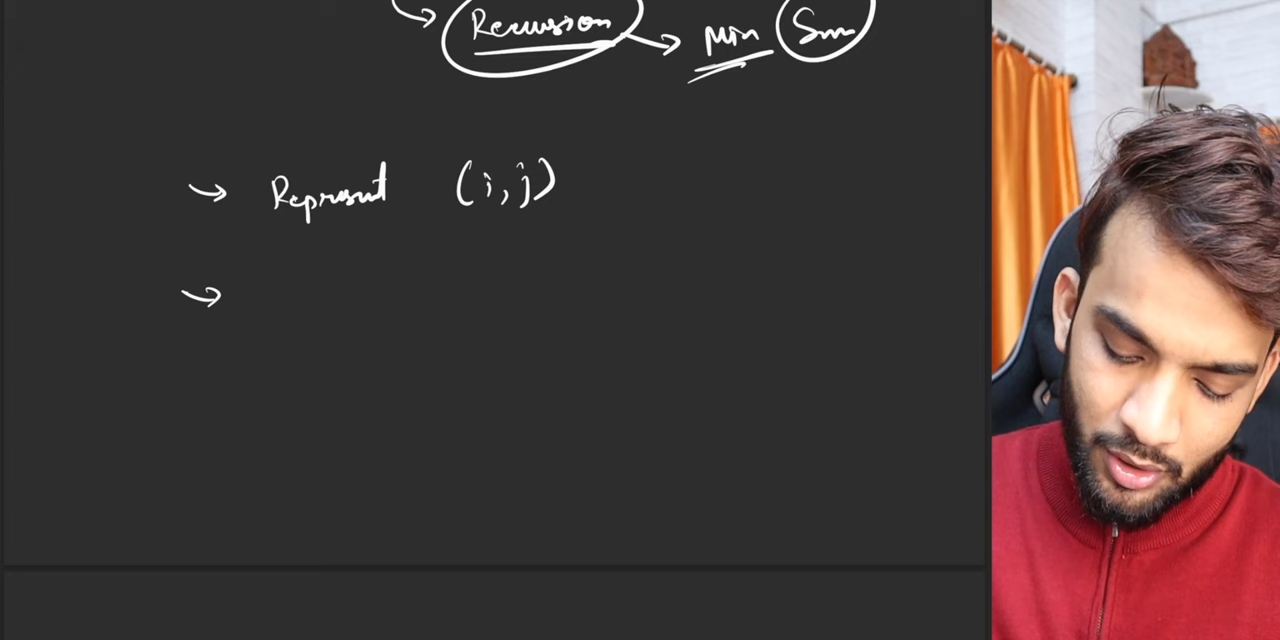 → Recursion → Min Sum
→ Represent (i, j)
→